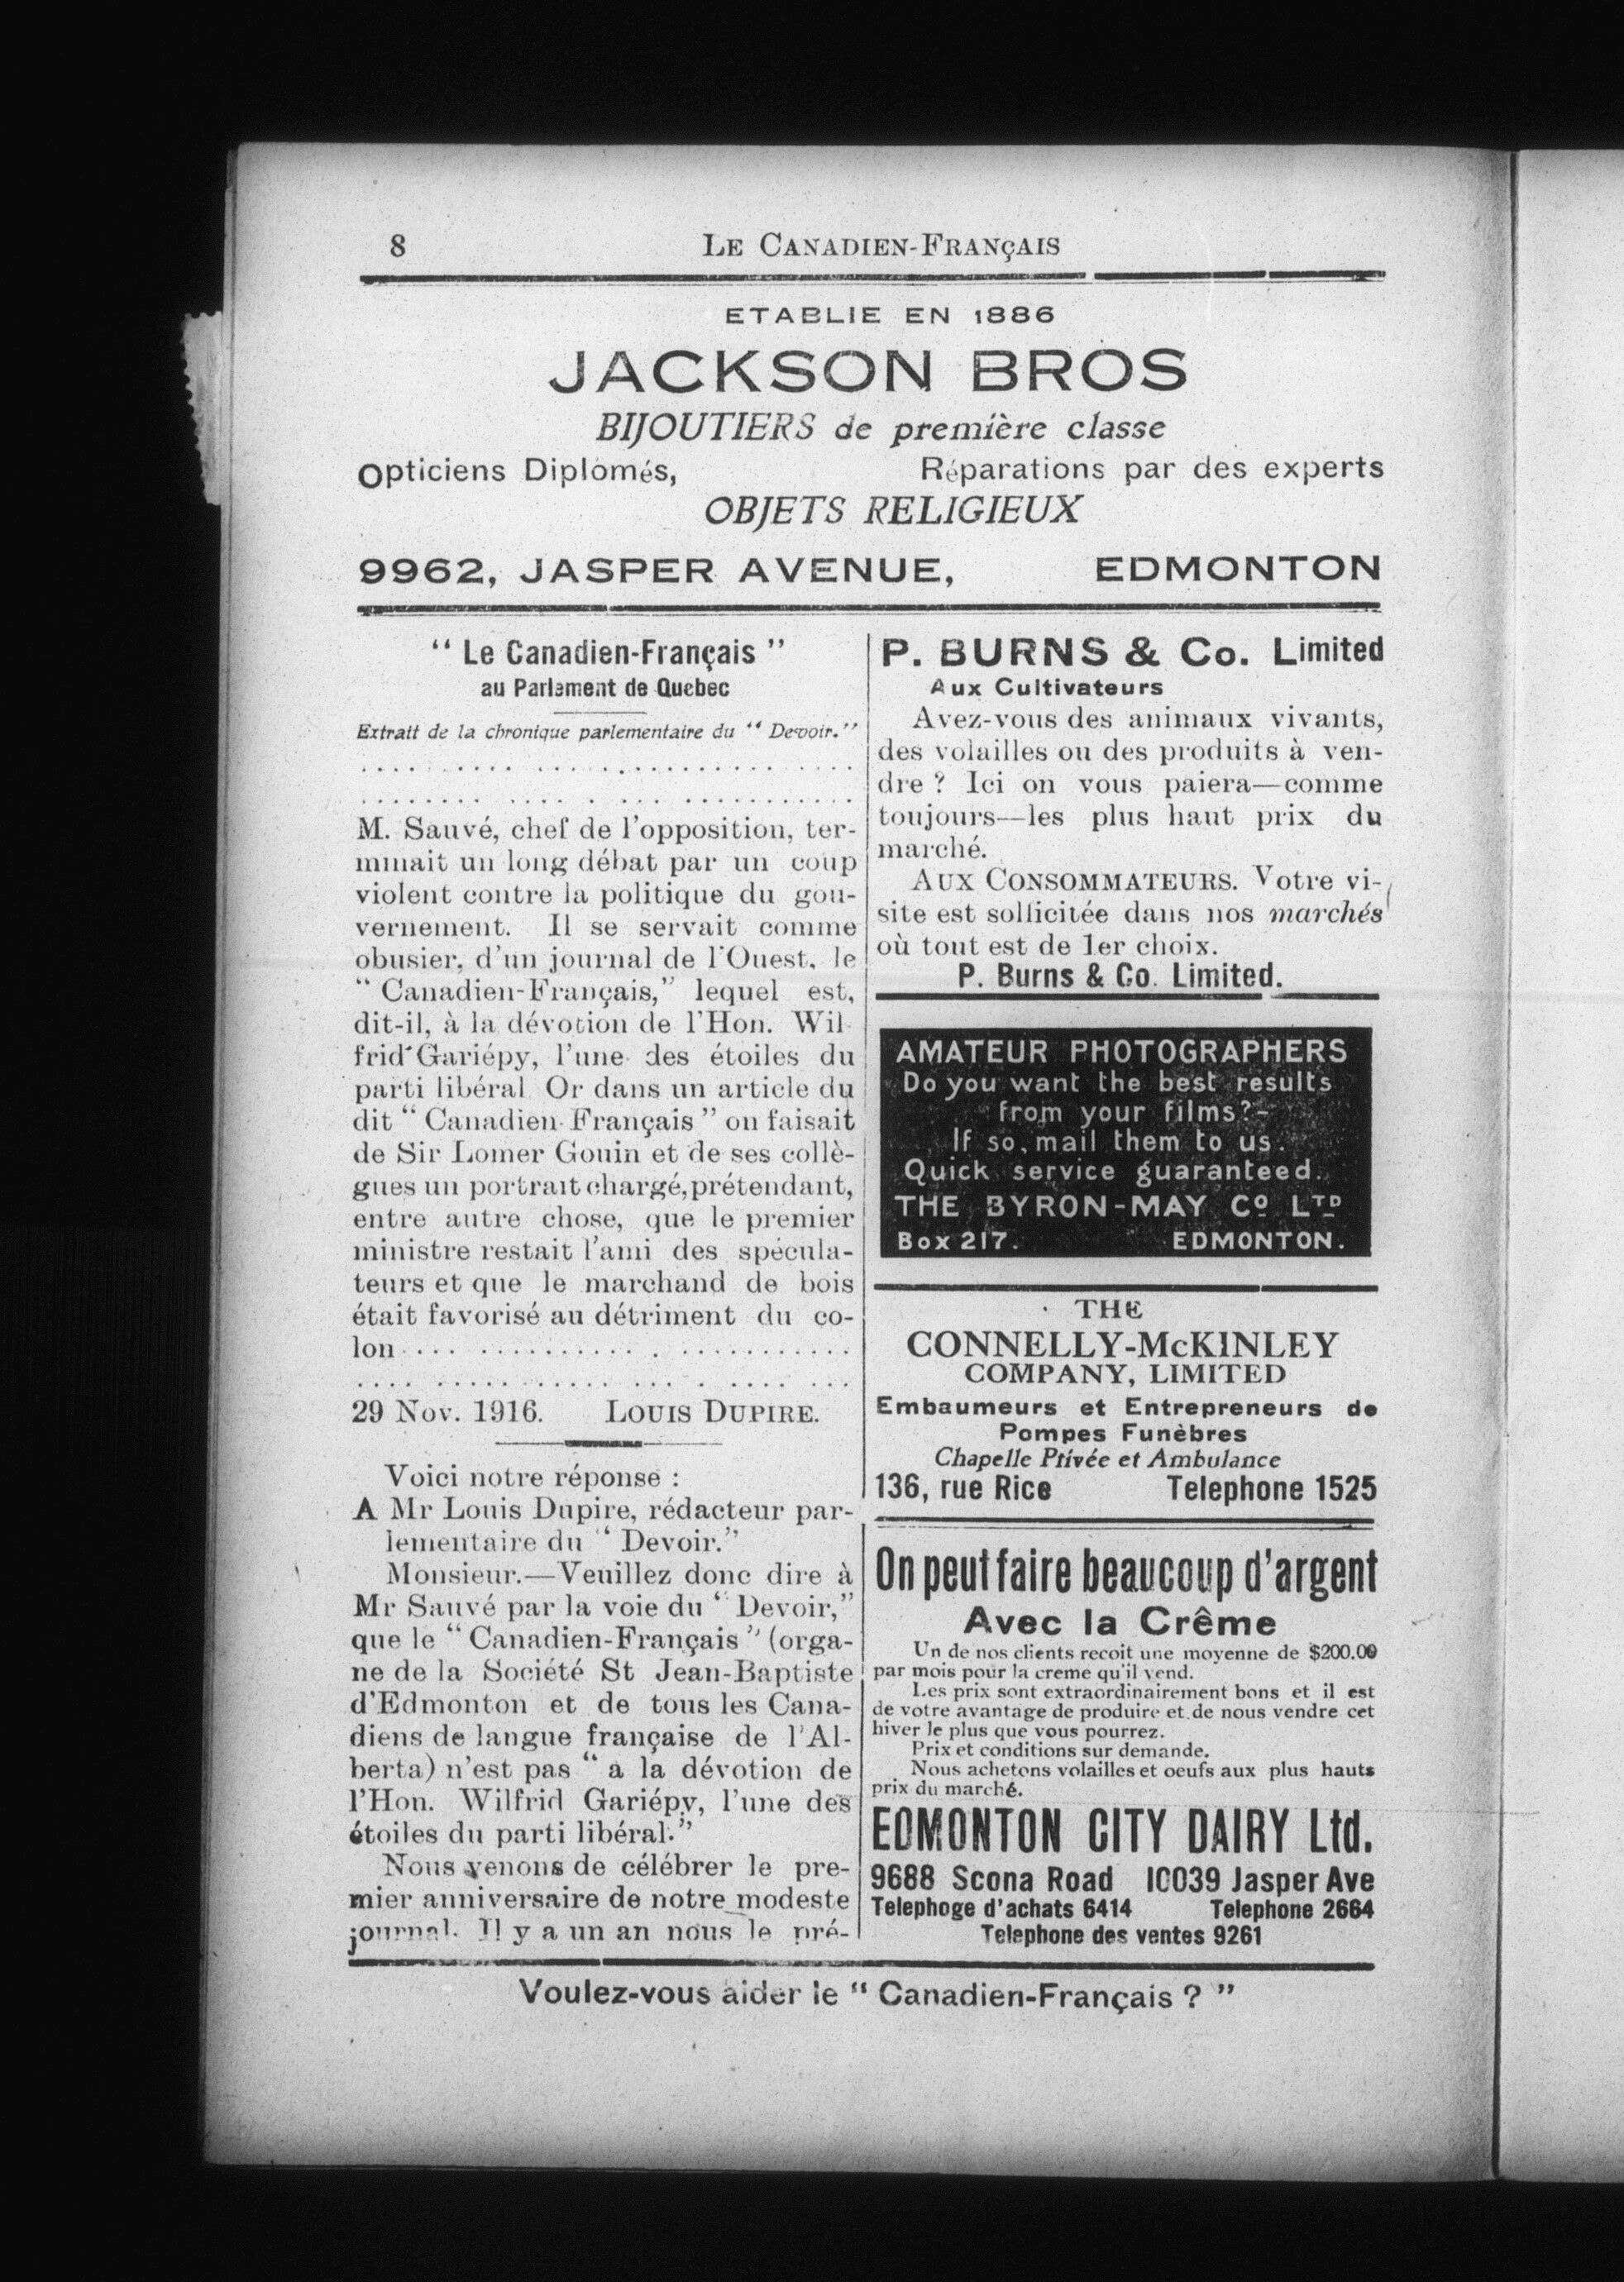 8
LE CANADIEN-FRANÇAIS
ETABLIE EN 1886
JACKSON BROS
BIJOUTIERS de première classe
Opticiens Diplômés, Réparations par des experts
OBJETS RELIGIEUX
9962, JASPER AVENUE, EDMONTON
“ Le Canadien-Français ”
au Parlement de Quebec
Extrait de la chronique parlementaire du “ Devoir.”
M. Sauvé, chef de l'opposition, ter-
minait un long débat par un coup
violent contre la politique du gou-
vernement. Il se servait comme
obusier, d'un journal de l'Ouest, le
“ Canadien-Français,” lequel est,
dit-il, à la dévotion de l'Hon. Wil-
frid Gariépy, l'une des étoiles du
parti libéral Or dans un article du
dit “ Canadien-Français ” on faisait
de Sir Lomer Gouin et de ses collè-
gues un portrait chargé, prétendant,
entre autre chose, que le premier
ministre restait l'ami des spécula-
teurs et que le marchand de bois
était favorisé au détriment du co-
lon
29 Nov. 1916. LOUIS DUPIRE.
Voici notre réponse :
A Mr Louis Dupire, rédacteur par-
lementaire du “ Devoir.”
Monsieur.—Veuillez donc dire à
Mr Sauvé par la voie du “ Devoir,”
que le “ Canadien-Français ” (orga-
ne de la Société St Jean-Baptiste
d'Edmonton et de tous les Cana-
diens de langue française de l'Al-
berta) n'est pas “ a la dévotion de
l'Hon. Wilfrid Gariépy, l'une des
étoiles du parti libéral.”
Nous venons de célébrer le pre-
mier anniversaire de notre modeste
journal. Il y a un an nous le pré-
P. BURNS & Co. Limited
Aux Cultivateurs
Avez-vous des animaux vivants,
des volailles ou des produits à ven-
dre ? Ici on vous paiera—comme
toujours—les plus haut prix du
marché.
AUX CONSOMMATEURS. Votre vi-
site est sollicitée dans nos marchés
où tout est de 1er choix.
P. Burns & Co. Limited.
AMATEUR PHOTOGRAPHERS
Do you want the best results
from your films?-
If so, mail them to us.
Quick service guaranteed.
THE BYRON-MAY Co LTD
Box 217. EDMONTON.
THE
CONNELLY-McKINLEY
COMPANY, LIMITED
Embaumeurs et Entrepreneurs de
Pompes Funèbres
Chapelle Ptivée et Ambulance
136, rue Rice Telephone 1525
On peut faire beaucoup d'argent
Avec la Crême
Un de nos clients recoit une moyenne de $200.00
par mois pour la creme qu'il vend.
Les prix sont extraordinairement bons et il est
de votre avantage de produire et de nous vendre cet
hiver le plus que vous pourrez.
Prix et conditions sur demande.
Nous achetons volailles et oeufs aux plus hauts
prix du marché.
EDMONTON CITY DAIRY Ltd.
9688 Scona Road 10039 Jasper Ave
Telephoge d'achats 6414 Telephone 2664
Telephone des ventes 9261
Voulez-vous aider le “ Canadien-Français ? ”